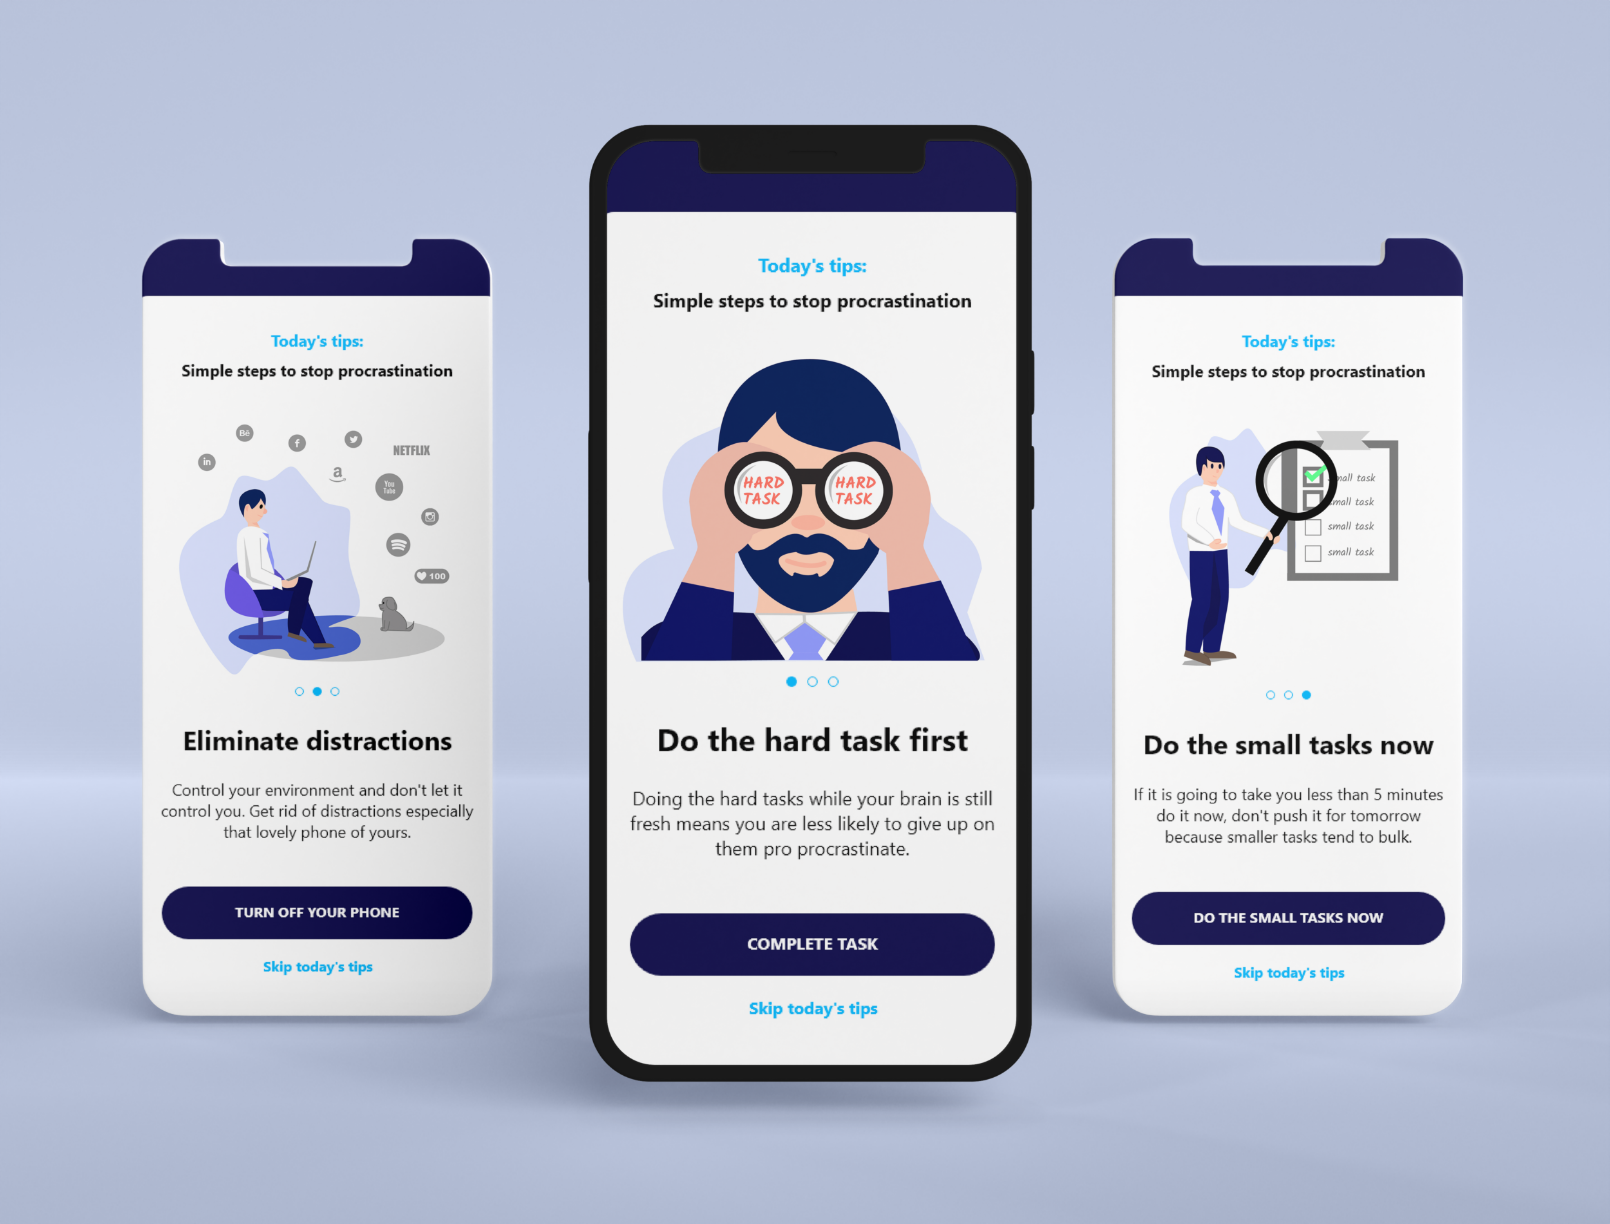 Today's tips:
Simple steps to stop procrastination
Bē
f
in
NETFLIX
a
You
Tube
100
Eliminate distractions
Control your environment and don't let it
control you. Get rid of distractions especially
that lovely phone of yours.
TURN OFF YOUR PHONE
Skip today's tips
Today's tips:
Simple steps to stop procrastination
HARD
TASK
HARD
TASK
Do the hard task first
Doing the hard tasks while your brain is still
fresh means you are less likely to give up on
them pro procrastinate.
COMPLETE TASK
Skip today's tips
Today's tips:
Simple steps to stop procrastination
mall task
mall task
small task
small task
Do the small tasks now
If it is going to take you less than 5 minutes
do it now, don't push it for tomorrow
because smaller tasks tend to bulk.
DO THE SMALL TASKS NOW
Skip today's tips